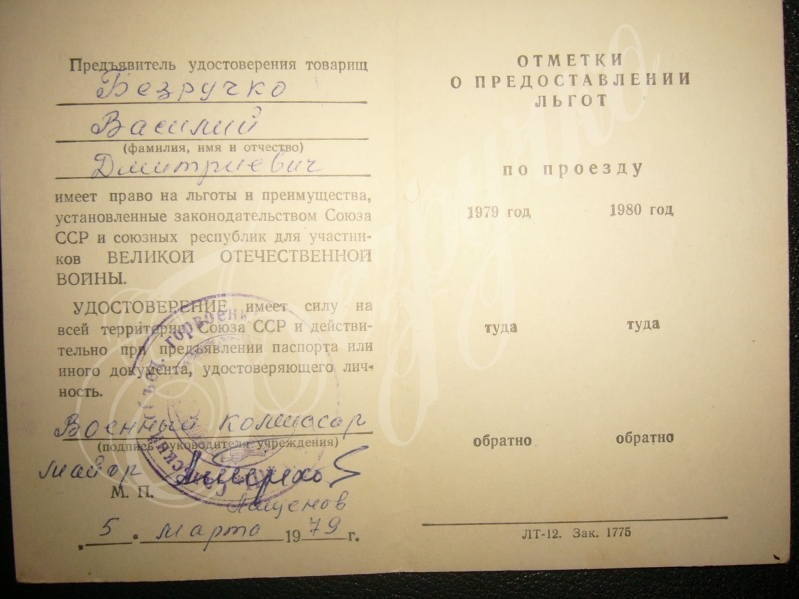 Предъявитель удостоверения товарищ
Безручко
Василий
(фамилия, имя и отчество)
Дмитриевич
имеет право на льготы и преимущества,
установленные законодательством Союза
ССР и союзных республик для участни-
ков ВЕЛИКОЙ ОТЕЧЕСТВЕННОЙ
ВОЙНЫ.
УДОСТОВЕРЕНИЕ имеет силу на
всей территории Союза ССР и действи-
тельно при предъявлении паспорта или
иного документа, удостоверяющего лич-
ность.
Военный комиссар
(подпись руководителя учреждения)
майор
М. П.
Пащенов
„5" марта 1979 г.
ОТМЕТКИ
О ПРЕДОСТАВЛЕНИИ
ЛЬГОТ
по проезду
1979 год 1980 год
туда туда
обратно обратно
ЛТ-12. Зак. 1775
Безручко